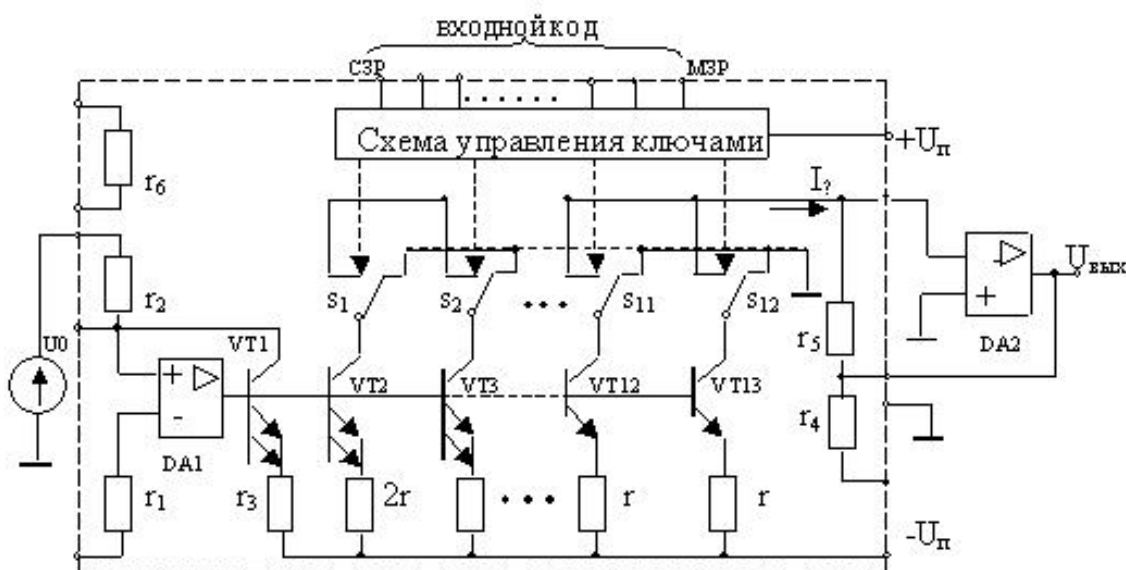 ВХОДНОЙ КОД
СЗР
МЗР
Схема управления ключами
+Uп
r6
I?
r2
S1
S2
S11
S12
Uвых
DA2
U0
VT1
VT2
VT3
VT12
VT13
r5
+
-
DA1
+
r4
r1
r3
2r
r
r
-Uп